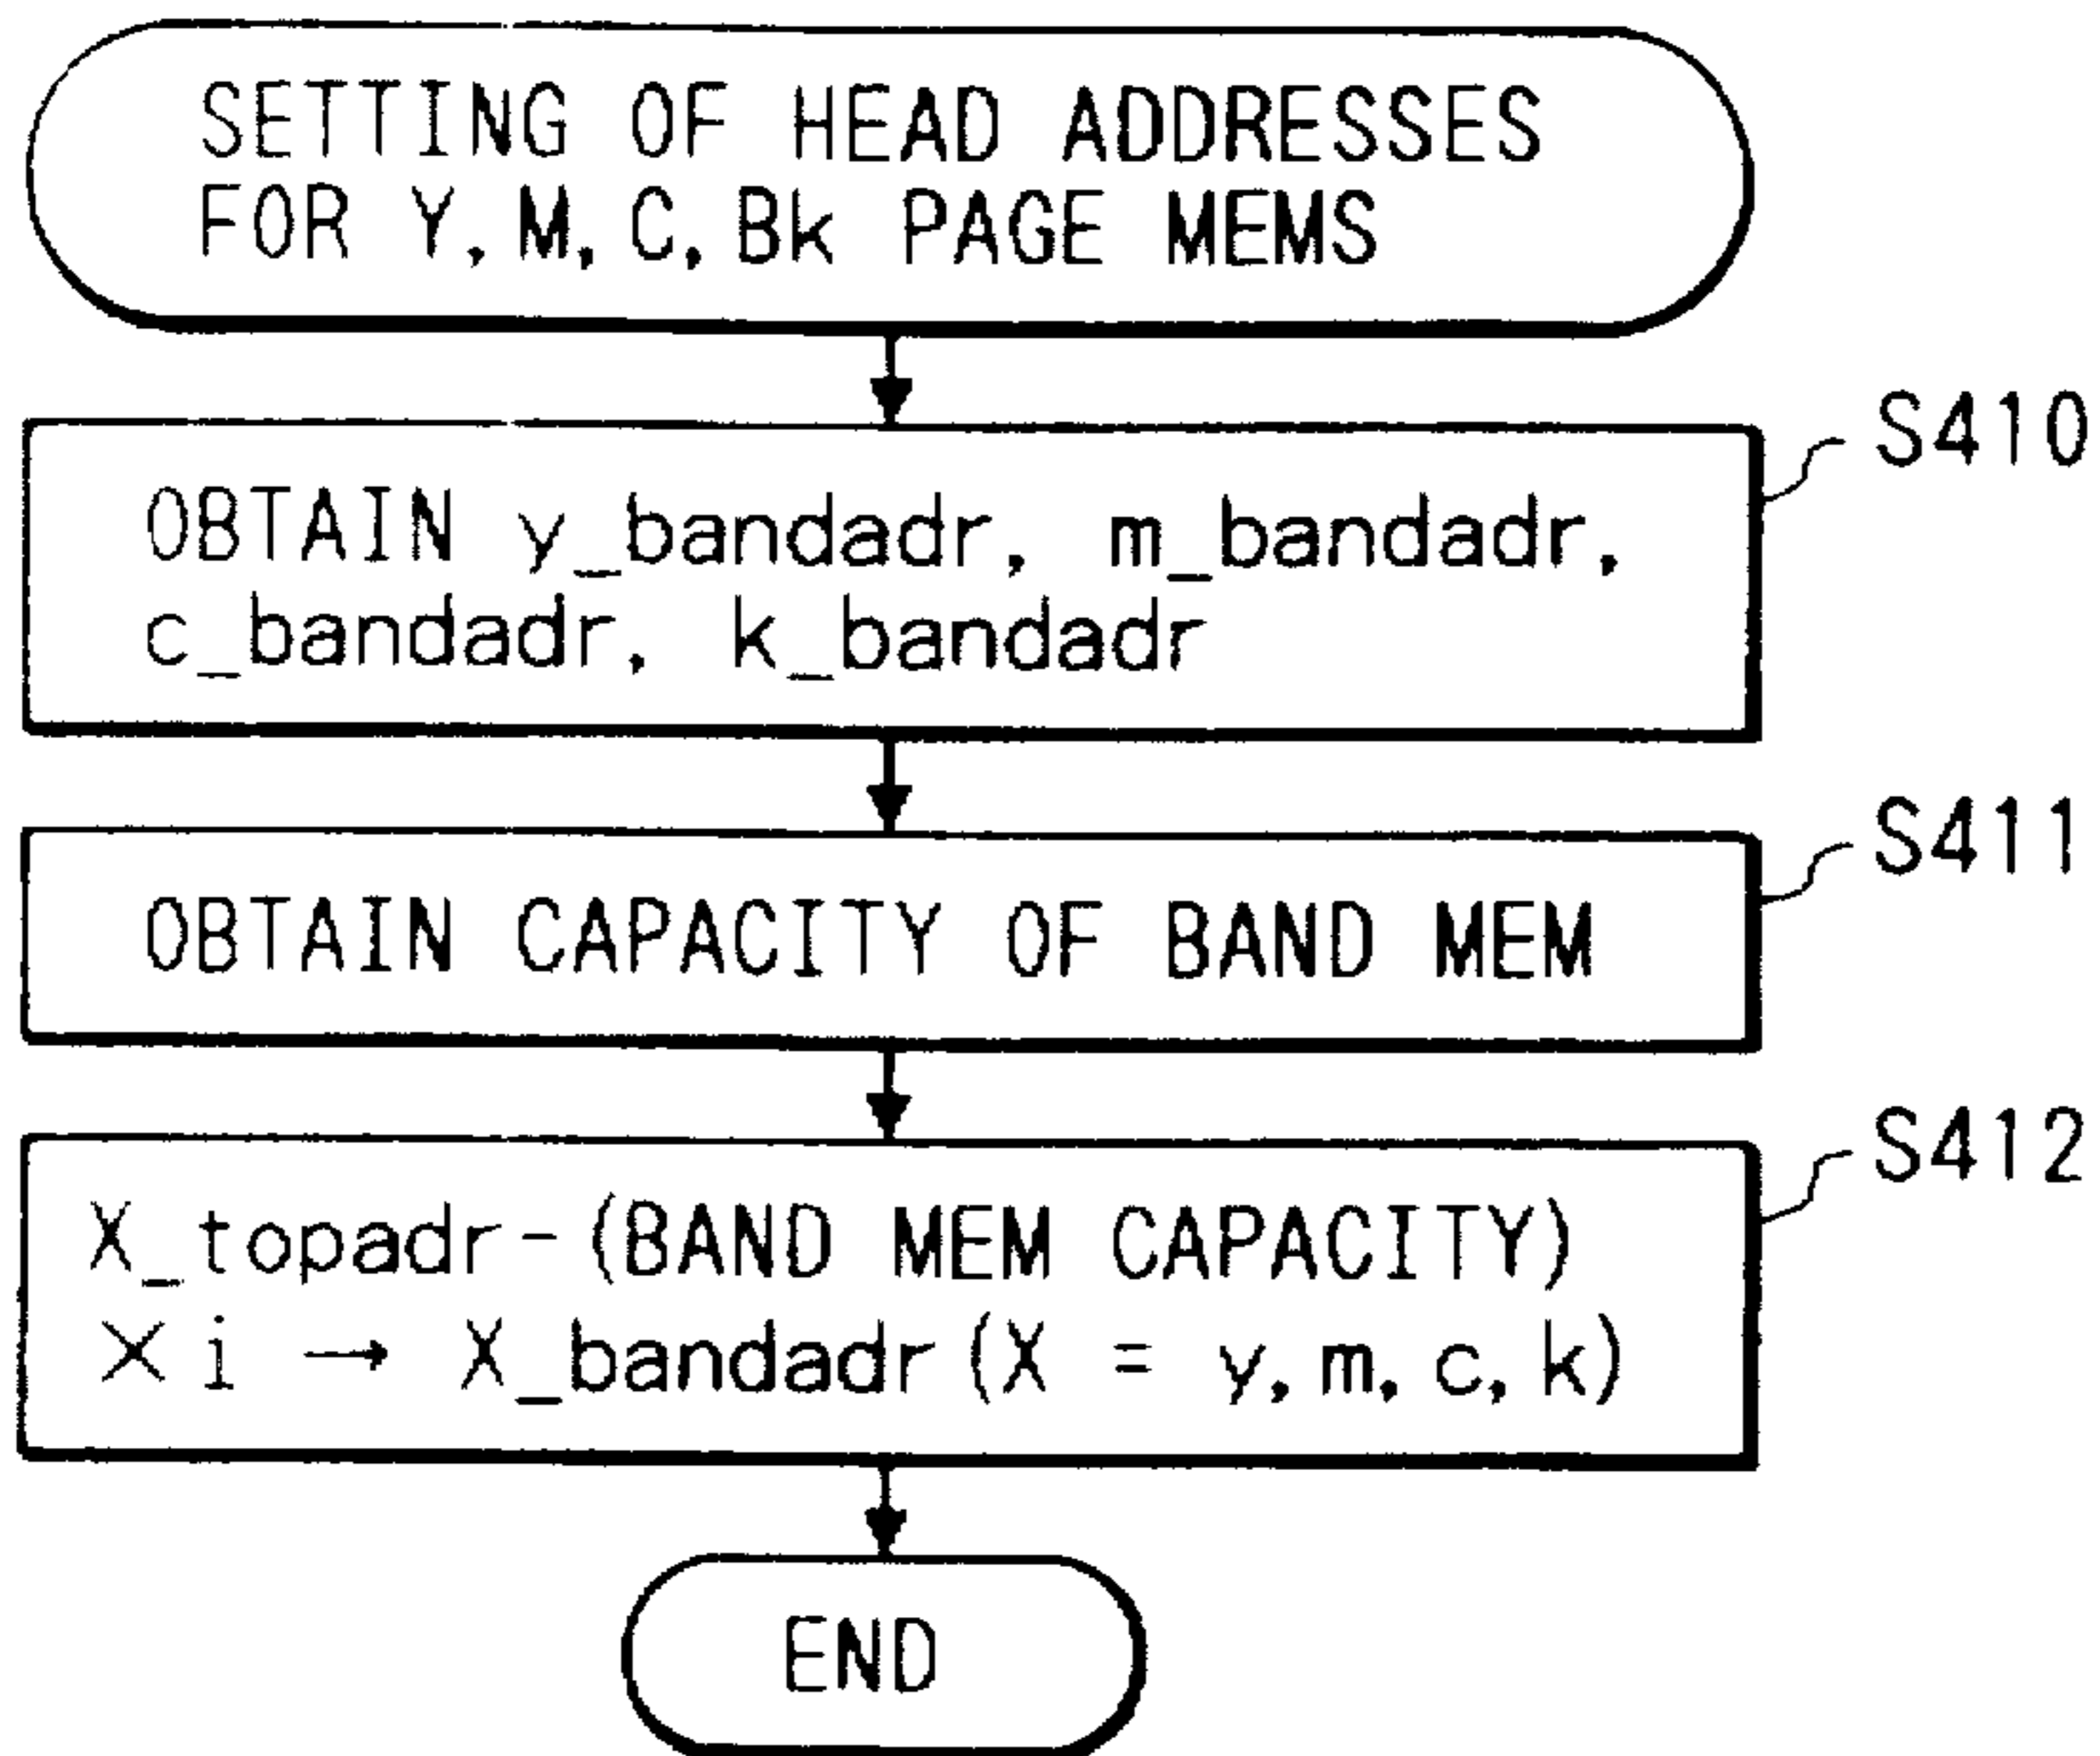 SETTING OF HEAD ADDRESSES
FOR Y, M, C, Bk PAGE MEMS
S410
OBTAIN y_bandadr, m_bandadr,
c_bandadr, k_bandadr
S411
OBTAIN CAPACITY OF BAND MEM
S412
X_topadr-(BAND MEM CAPACITY)
×i → X_bandadr(X = y, m, c, k)
END